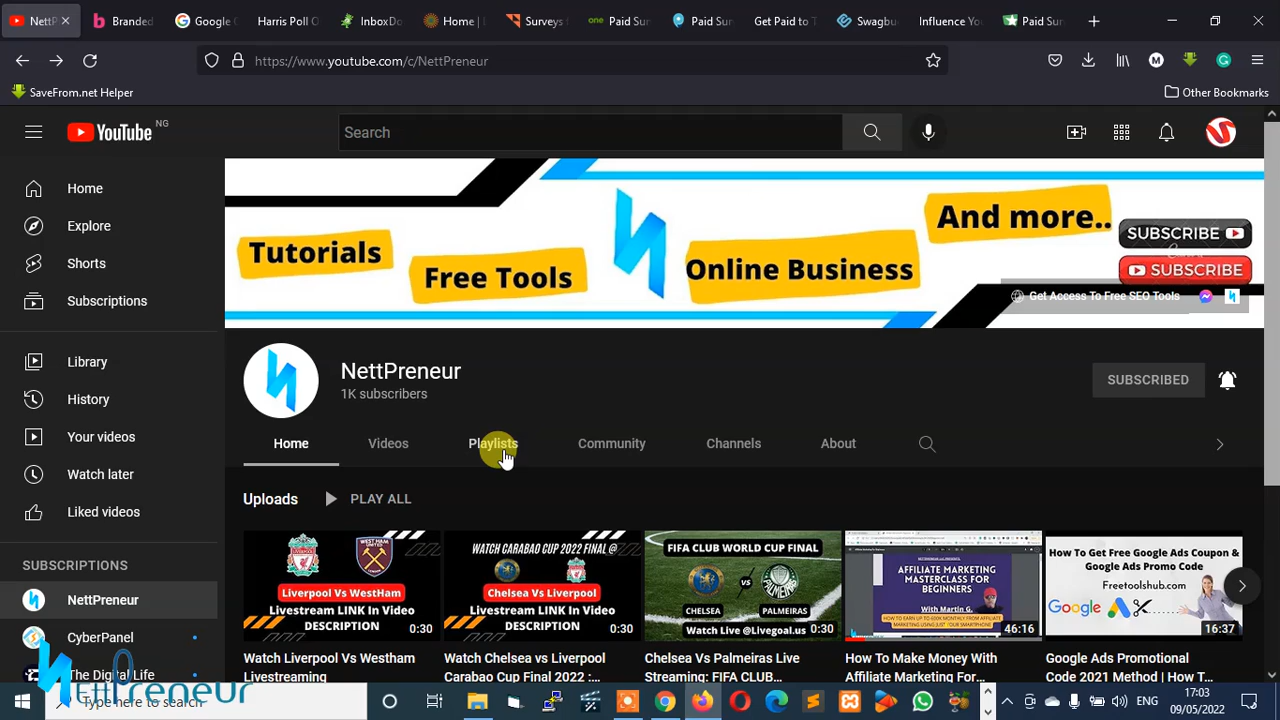 NettP
Branded
Google
Harris Poll O
InboxDo
Home |
Surveys
Paid Sur
Paid Sur
Get Paid to
Swagbu
Influence You
Paid Sur
https://www.youtube.com/c/NettPreneur
SaveFrom.net Helper
Other Bookmarks
YouTube NG
Search
Home
Explore
Shorts
Subscriptions
Library
History
Your videos
Watch later
Liked videos
SUBSCRIPTIONS
NettPreneur
CyberPanel
The Digital Life
Tutorials
Free Tools
Online Business
And more..
SUBSCRIBE
SUBSCRIBE
Get Access To Free SEO Tools
NettPreneur
1K subscribers
SUBSCRIBED
Home
Videos
Playlists
Community
Channels
About
Uploads
PLAY ALL
Liverpool Vs WestHam
Livestream LINK In Video
DESCRIPTION
0:30
WATCH CARABAO CUP 2022 FINAL @
Chelsea Vs Liverpool
Livestream LINK In Video
DESCRIPTION
0:30
FIFA CLUB WORLD CUP FINAL
VS
CHELSEA
PALMEIRAS
Watch Live @Livegoal.us
0:30
AFFILIATE MARKETING
MASTERCLASS FOR
BEGINNERS
With Martin G.
46:16
How To Get Free Google Ads Coupon &
Google Ads Promo Code
Freetoolshub.com
Google
16:37
Watch Liverpool Vs Westham
Livestreaming
Watch Chelsea vs Liverpool
Carabao Cup Final 2022 :
Chelsea Vs Palmeiras Live
Streaming: FIFA CLUB
How To Make Money With
Affiliate Marketing For
Google Ads Promotional
Code 2021 Method | How T
Type here to search
17:03
09/05/2022